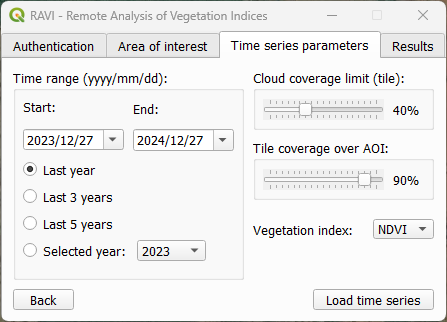 RAVI - Remote Analysis of Vegetation Indices
Authentication
Area of interest
Time series parameters
Results
Time range (yyyy/mm/dd):
Start:
End:
2023/12/27
2024/12/27
Last year
Last 3 years
Last 5 years
Selected year:
2023
Cloud coverage limit (tile):
40%
Tile coverage over AOI:
90%
Vegetation index:
NDVI
Back
Load time series